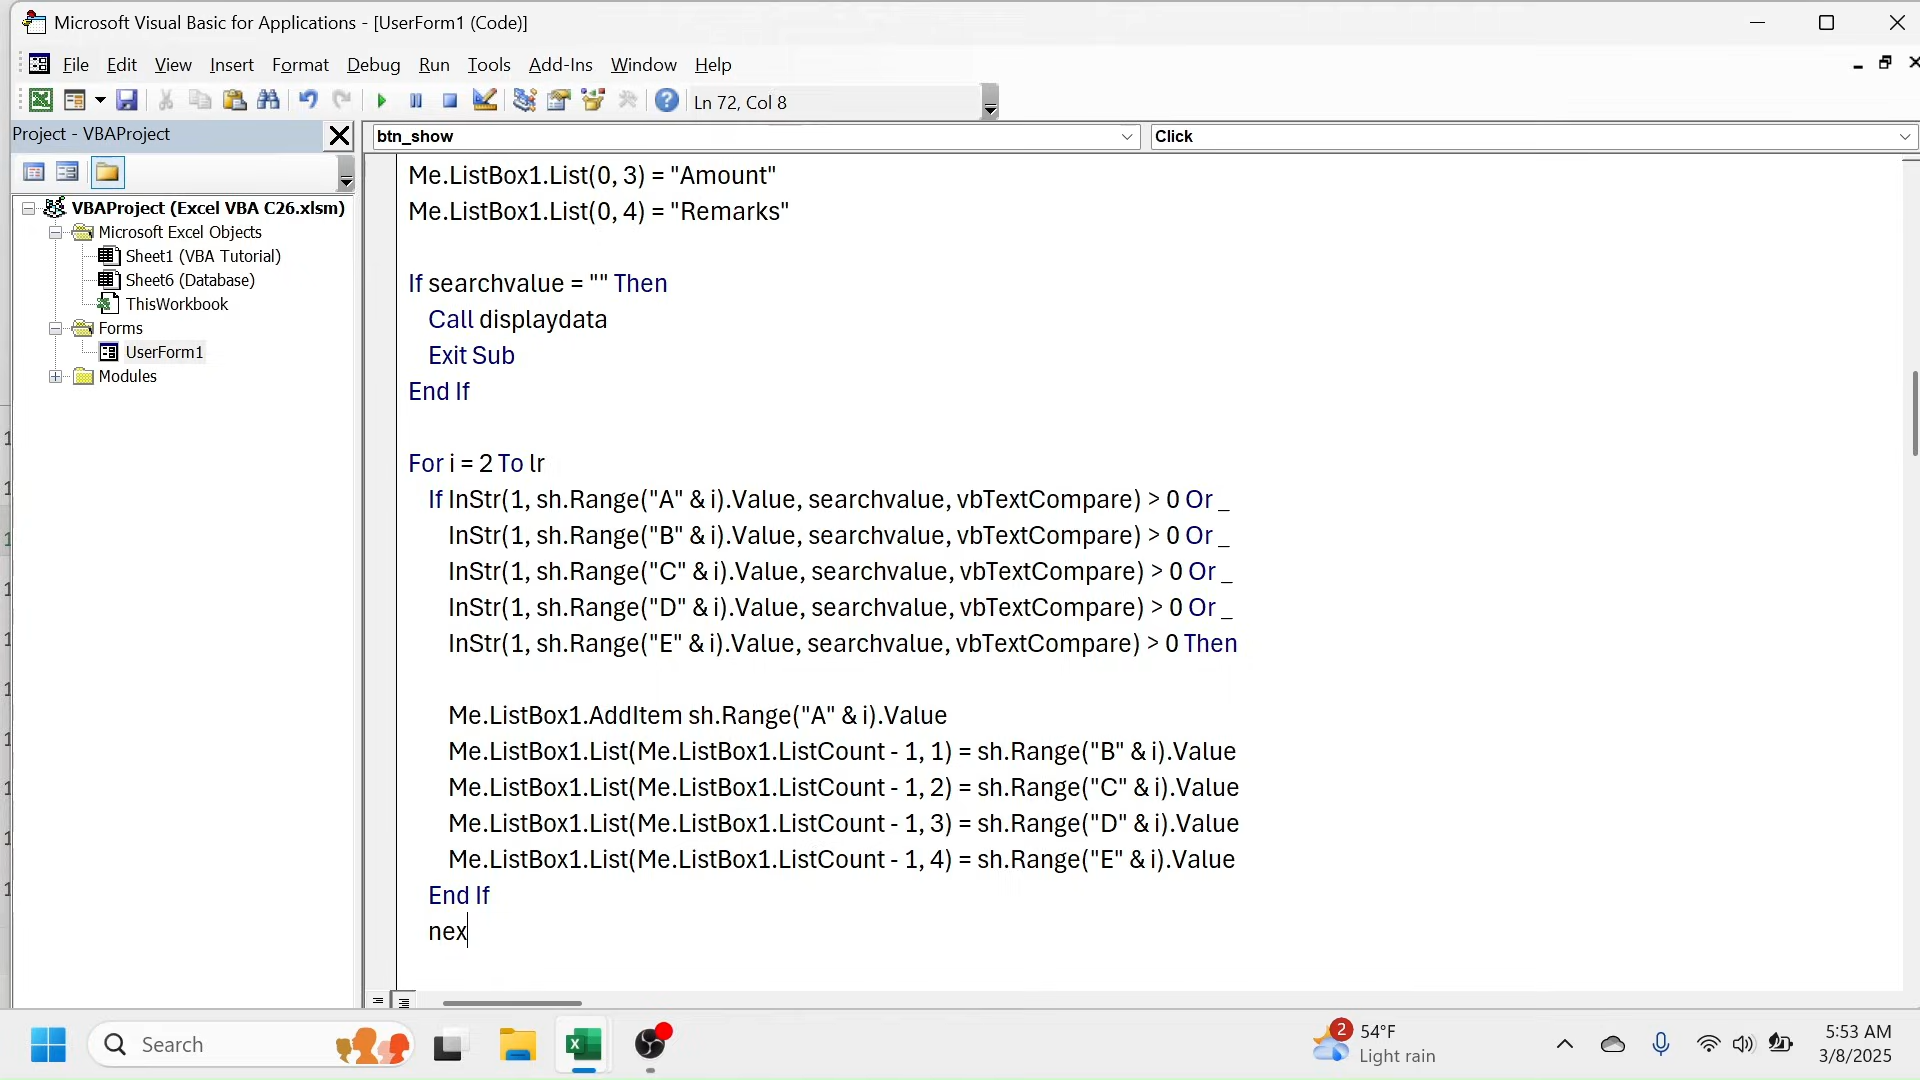 Microsoft Visual Basic for Applications - [UserForm1 (Code)]
File Edit View Insert Format Debug Run Tools Add-Ins Window Help
Ln 72, Col 8
Project - VBAProject
btn_show
Click
VBAProject (Excel VBA C26.xlsm)
Microsoft Excel Objects
Sheet1 (VBA Tutorial)
Sheet6 (Database)
ThisWorkbook
Forms
UserForm1
Modules
Me.ListBox1.List(0, 3) = "Amount"
Me.ListBox1.List(0, 4) = "Remarks"
If searchvalue = "" Then
Call displaydata
Exit Sub
End If
For i = 2 To lr
If InStr(1, sh.Range("A" & i).Value, searchvalue, vbTextCompare) > 0 Or _
InStr(1, sh.Range("B" & i).Value, searchvalue, vbTextCompare) > 0 Or _
InStr(1, sh.Range("C" & i).Value, searchvalue, vbTextCompare) > 0 Or _
InStr(1, sh.Range("D" & i).Value, searchvalue, vbTextCompare) > 0 Or _
InStr(1, sh.Range("E" & i).Value, searchvalue, vbTextCompare) > 0 Then
Me.ListBox1.AddItem sh.Range("A" & i).Value
Me.ListBox1.List(Me.ListBox1.ListCount - 1, 1) = sh.Range("B" & i).Value
Me.ListBox1.List(Me.ListBox1.ListCount - 1, 2) = sh.Range("C" & i).Value
Me.ListBox1.List(Me.ListBox1.ListCount - 1, 3) = sh.Range("D" & i).Value
Me.ListBox1.List(Me.ListBox1.ListCount - 1, 4) = sh.Range("E" & i).Value
End If
nex
Search
2
54°F
Light rain
5:53 AM
3/8/2025